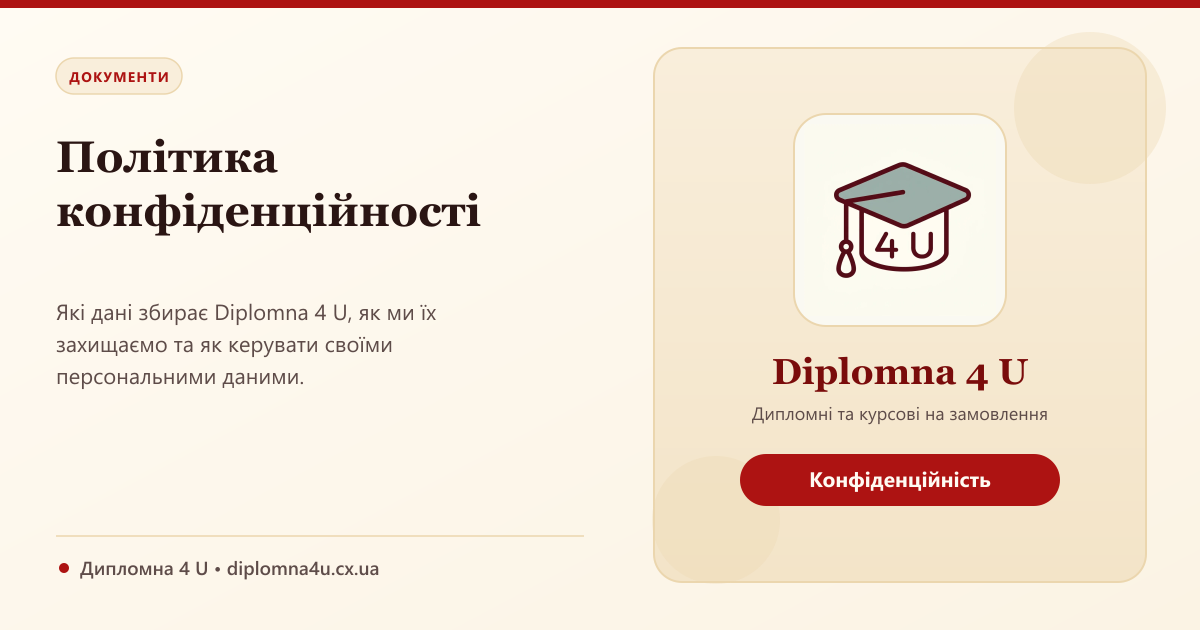 ДОКУМЕНТИ
Політика
конфіденційності
Які дані збирає Diplomna 4 U, як ми їх
захищаємо та як керувати своїми
персональними даними.
Дипломна 4 U • diplomna4u.cx.ua
4 U
Diplomna 4 U
Дипломні та курсові на замовлення
Конфіденційність